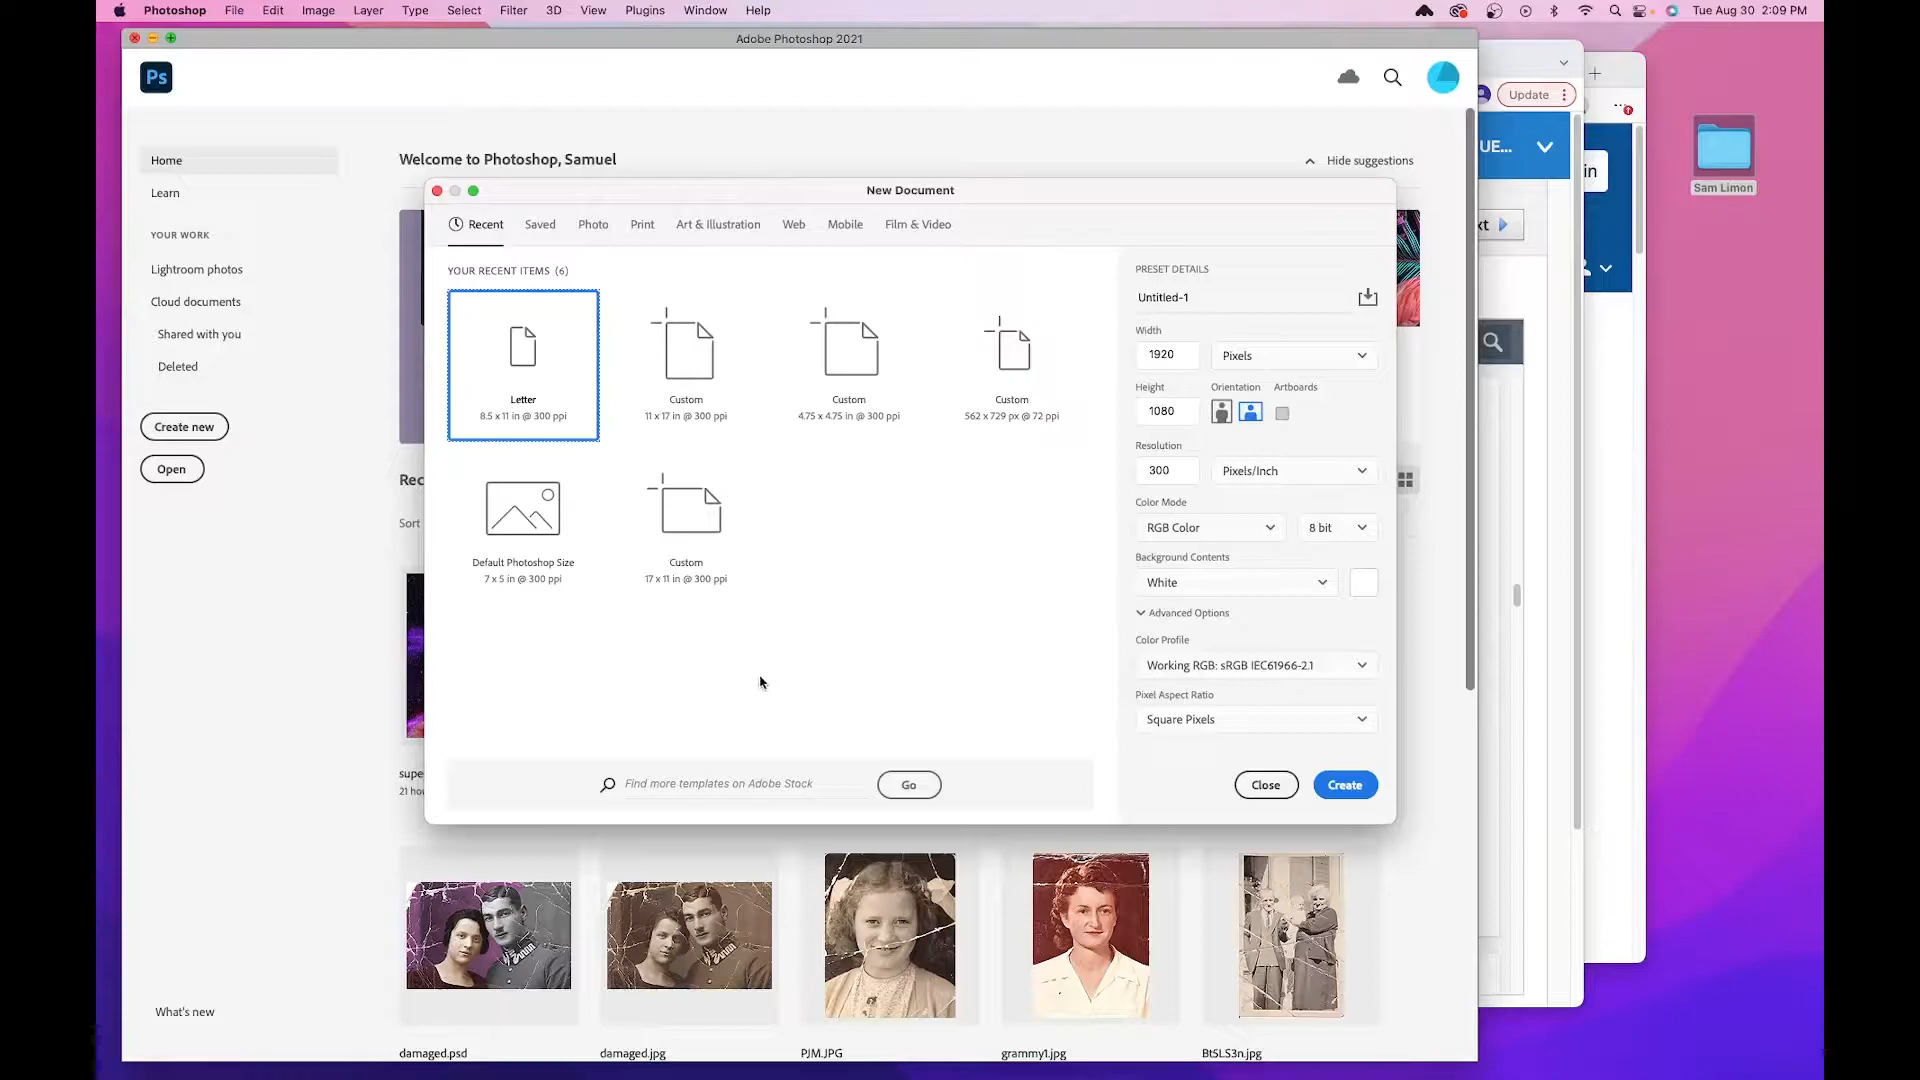 Photoshop File Edit Image Layer Type Select Filter 3D View Plugins Window Help Tue Aug 30 2:09 PM
Adobe Photoshop 2021
Ps
Update
Home
Learn
YOUR WORK
Lightroom photos
Cloud documents
Shared with you
Deleted
Create new
Open
What's new
Welcome to Photoshop, Samuel
Hide suggestions
New Document
Recent Saved Photo Print Art & Illustration Web Mobile Film & Video
YOUR RECENT ITEMS (6)
Letter
8.5 x 11 in @ 300 ppi
Custom
11 x 17 in @ 300 ppi
Custom
4.75 x 4.75 in @ 300 ppi
Custom
562 x 729 px @ 72 ppi
Default Photoshop Size
7 x 5 in @ 300 ppi
Custom
17 x 11 in @ 300 ppi
Find more templates on Adobe Stock
Go
PRESET DETAILS
Untitled-1
Width
1920 Pixels
Height Orientation Artboards
1080
Resolution
300 Pixels/Inch
Color Mode
RGB Color 8 bit
Background Contents
White
Advanced Options
Color Profile
Working RGB: sRGB IEC61966-2.1
Pixel Aspect Ratio
Square Pixels
Close Create
Rec
Sort
supe
21 hou
damaged.psd
damaged.jpg
PJM.JPG
grammy1.jpg
BtSLS3n.jpg
UE...
in
xt
Sam Limon